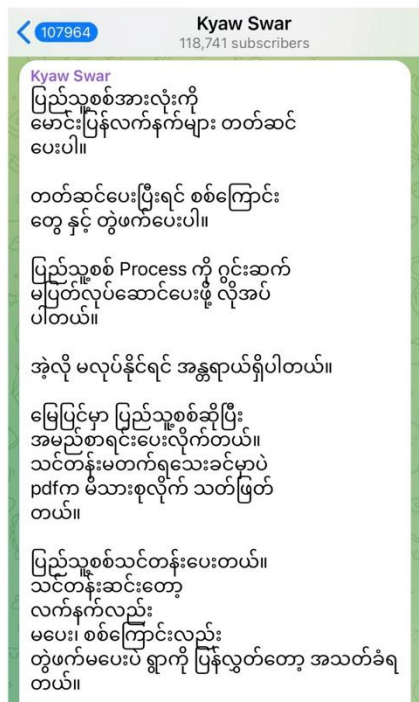 107964
Kyaw Swar
118,741 subscribers
Kyaw Swar
ပြည်သူ့စစ်အားလုံးကို
မောင်းပြန်လက်နက်များ တတ်ဆင်
ပေးပါ။
တတ်ဆင်ပေးပြီးရင် စစ်ကြောင်း
တွေ နှင့် တွဲဖက်ပေးပါ။
ပြည်သူ့စစ် Process ကို ဂွင်းဆက်
မပြတ်လုပ်ဆောင်ပေးဖို့ လိုအပ်
ပါတယ်။
အဲ့လို မလုပ်နိုင်ရင် အန္တရာယ်ရှိပါတယ်။
မြေပြင်မှာ ပြည်သူ့စစ်ဆိုပြီး
အမည်စာရင်းပေးလိုက်တယ်။
သင်တန်းမတက်ရသေးခင်မှာပဲ
pdfက မိသားစုလိုက် သတ်ဖြတ်
တယ်။
ပြည်သူ့စစ်သင်တန်းပေးတယ်။
သင်တန်းဆင်းတော့
လက်နက်လည်း
မပေး၊ စစ်ကြောင်းလည်း
တွဲဖက်မပေးပဲ ရွာကို ပြန်လွှတ်တော့ အသတ်ခံရ
တယ်။